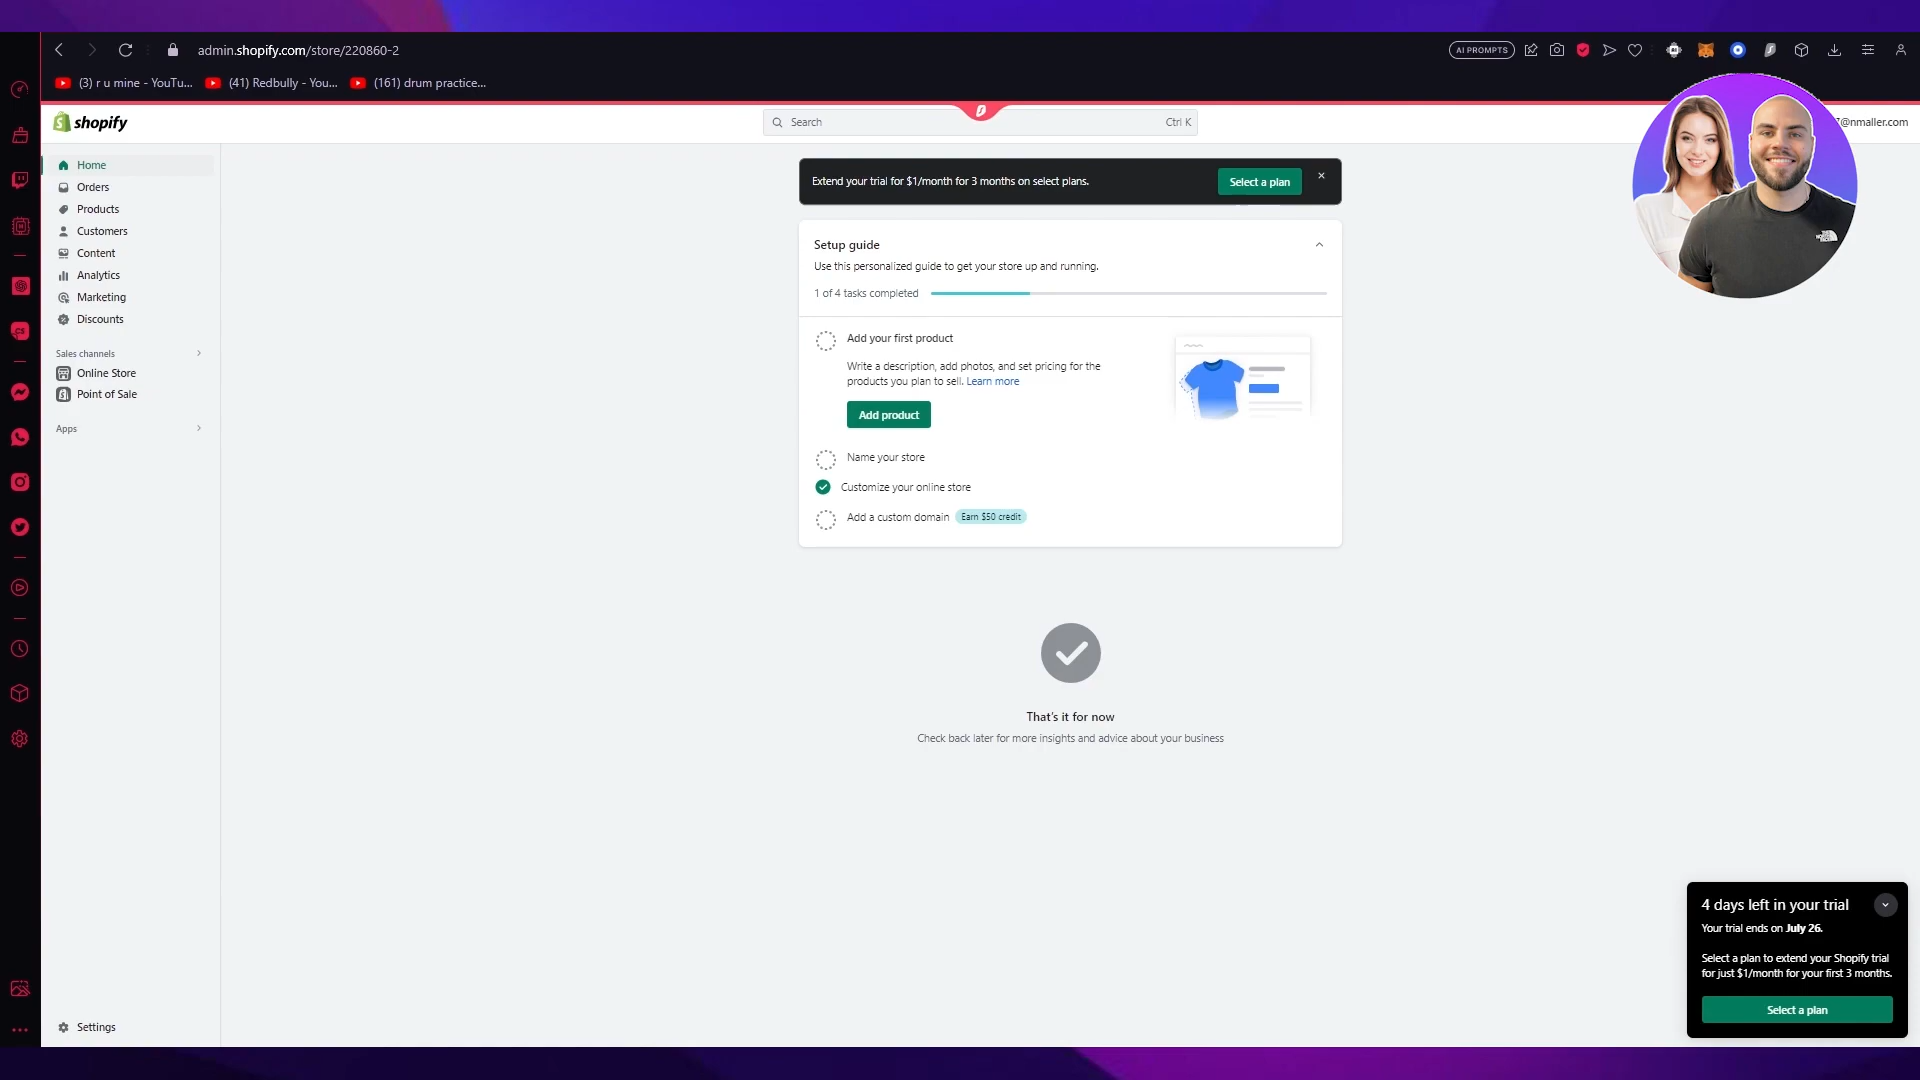 admin.shopify.com/store/220860-2
AI PROMPTS
(3) r u mine - YouTu...
(41) Redbully - You...
(161) drum practice...
shopify
Search
Ctrl K
@nmaller.com
Home
Orders
Products
Customers
Content
Analytics
Marketing
Discounts
Sales channels
Online Store
Point of Sale
Apps
Settings
Extend your trial for $1/month for 3 months on select plans.
Select a plan
Setup guide
Use this personalized guide to get your store up and running.
1 of 4 tasks completed
Add your first product
Write a description, add photos, and set pricing for the
products you plan to sell. Learn more
Add product
Name your store
Customize your online store
Add a custom domain
Earn $50 credit
That's it for now
Check back later for more insights and advice about your business
4 days left in your trial
Your trial ends on July 26.
Select a plan to extend your Shopify trial
for just $1/month for your first 3 months.
Select a plan